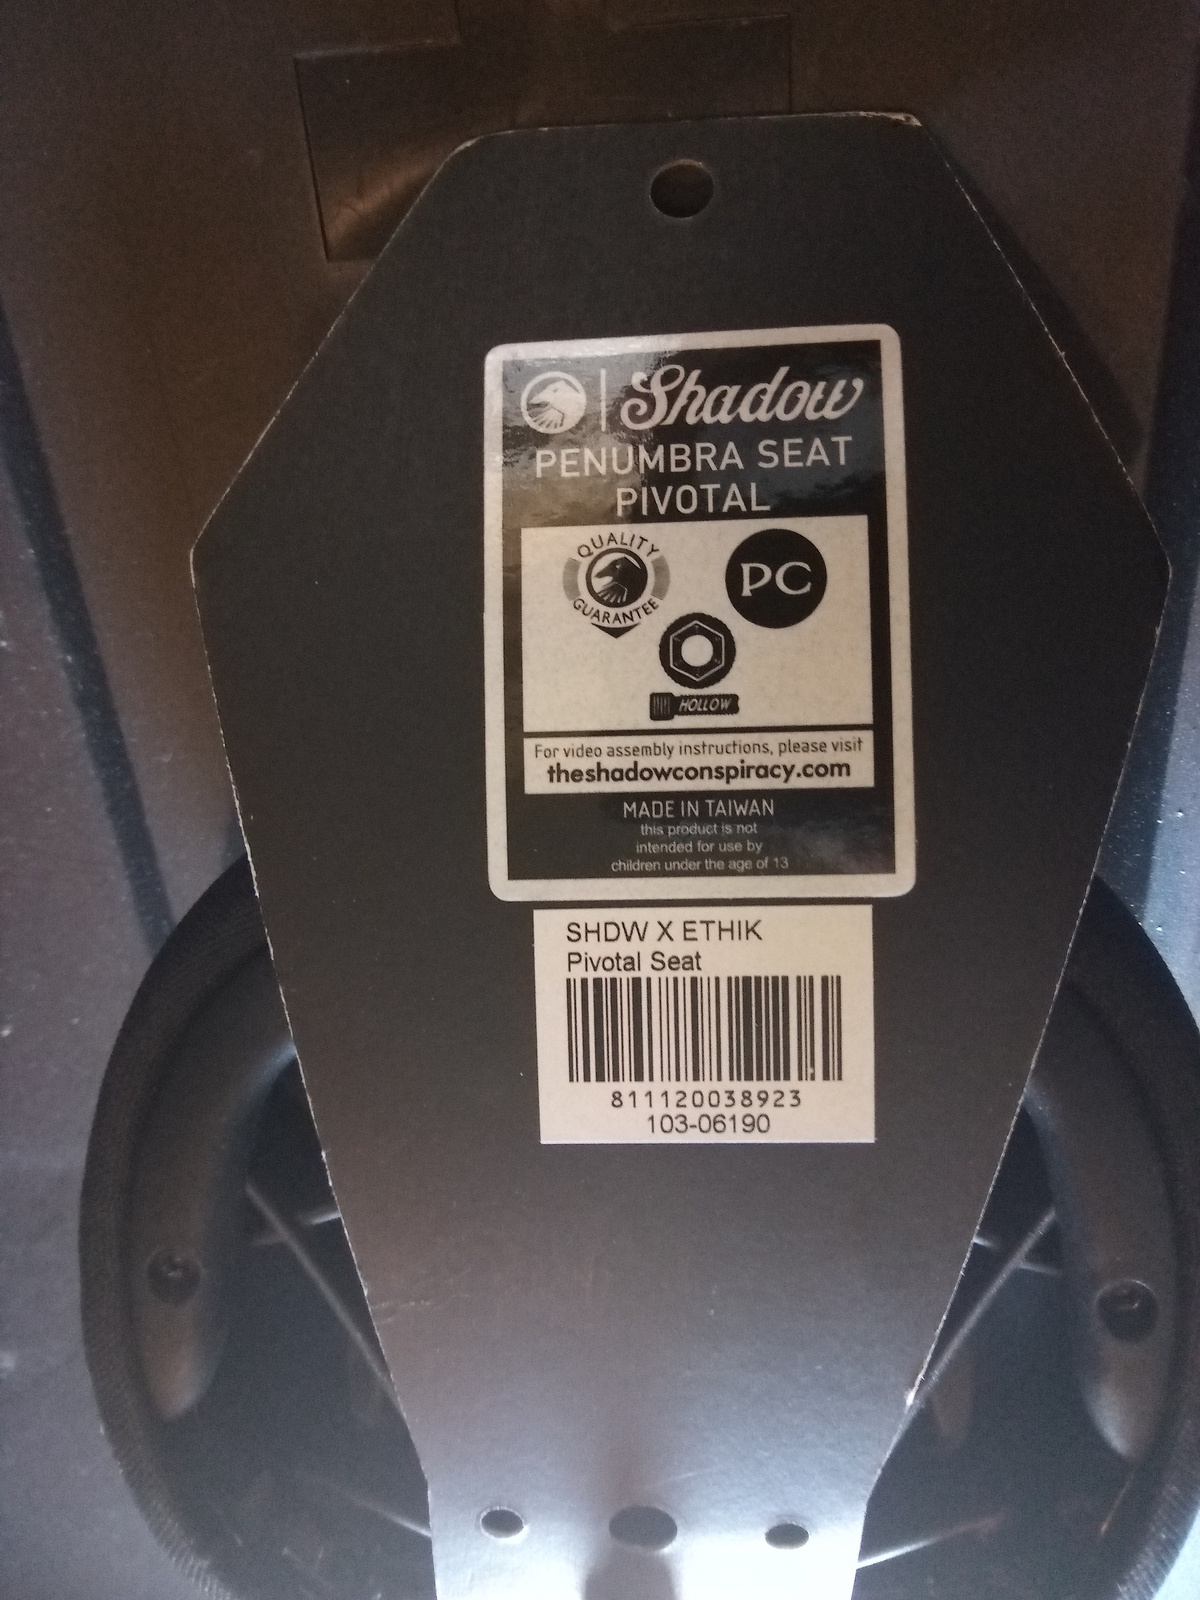 Shadow
PENUMBRA SEAT
PIVOTAL
QUALITY
GUARANTEE
PC
HOLLOW
For video assembly instructions, please visit
theshadowconspiracy.com
MADE IN TAIWAN
this product is not
intended for use by
children under the age of 13
SHDW X ETHIK
Pivotal Seat
811120038923
103-06190